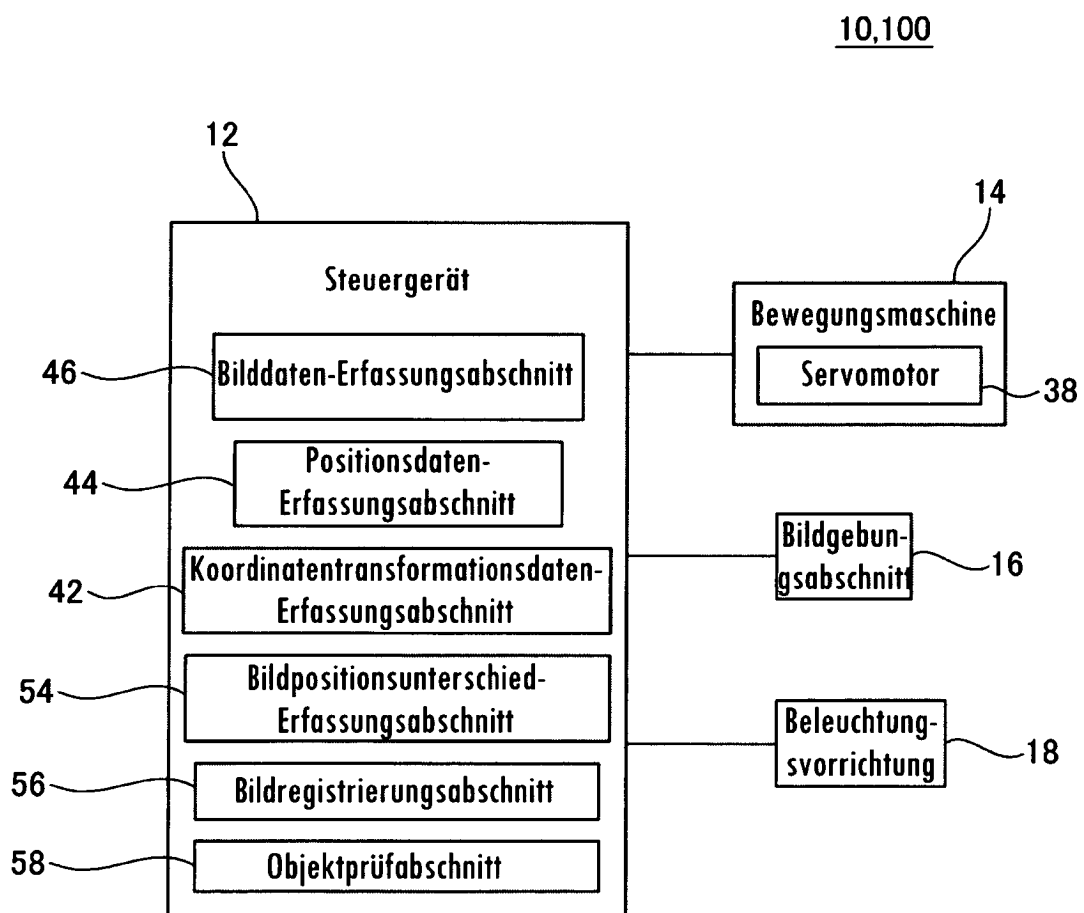 10,100
12
14
Steuergerät
Bewegungsmaschine
Servomotor
38
46
Bilddaten-Erfassungsabschnitt
44
Positionsdaten-
Erfassungsabschnitt
42
Koordinatentransformationsdaten-
Erfassungsabschnitt
Bildgebun-
gsabschnitt
16
54
Bildpositionsunterschied-
Erfassungsabschnitt
Beleuchtung-
svorrichtung
18
56
Bildregistrierungsabschnitt
58
Objektprüfabschnitt